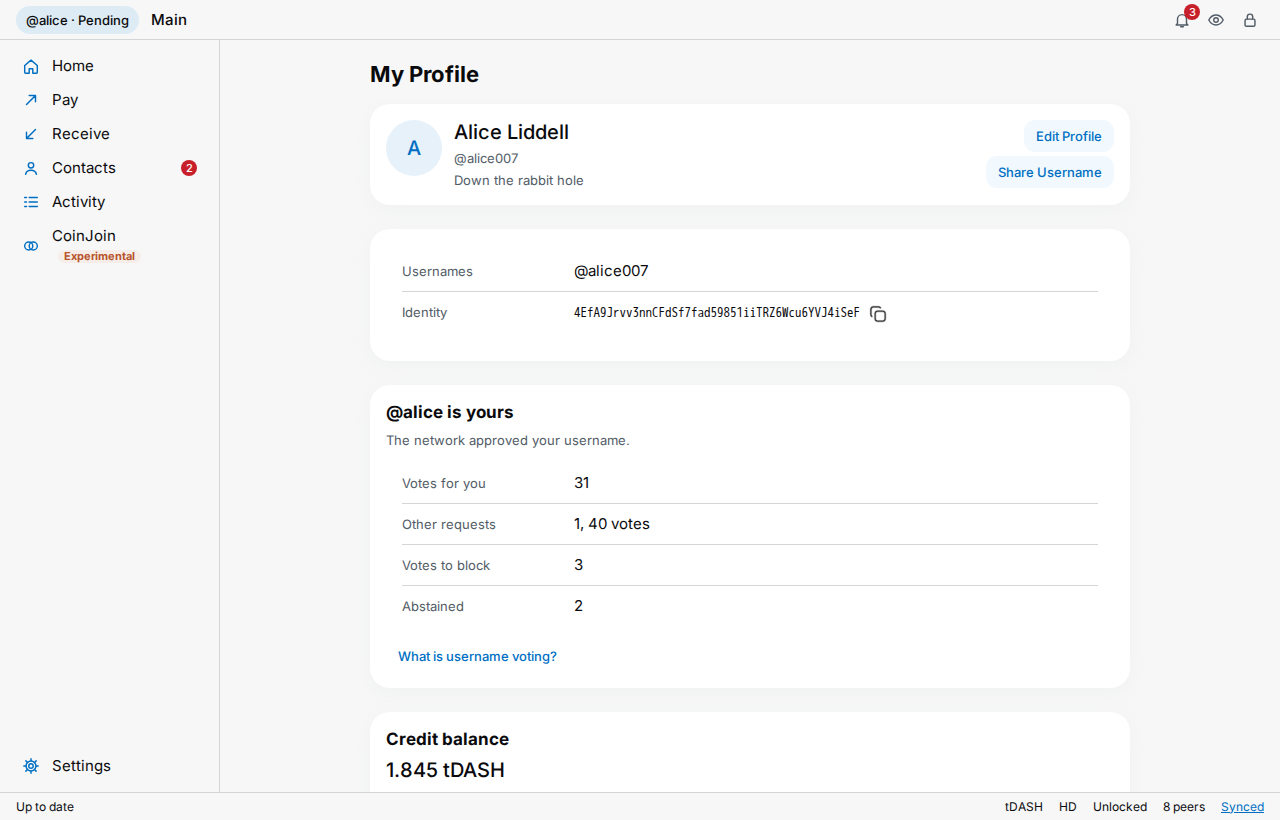 @alice · Pending
Main
3
Home
Pay
Receive
Contacts
2
Activity
CoinJoin
Experimental
Settings
My Profile
A
Alice Liddell
@alice007
Down the rabbit hole
Edit Profile
Share Username
Usernames
@alice007
Identity
4EfA9Jrvv3nnCFdSf7fad59851iiTRZ6Wcu6YVJ4iSeF
@alice is yours
The network approved your username.
Votes for you
31
Other requests
1, 40 votes
Votes to block
3
Abstained
2
What is username voting?
Credit balance
1.845 tDASH
Up to date
tDASH
HD
Unlocked
8 peers
Synced